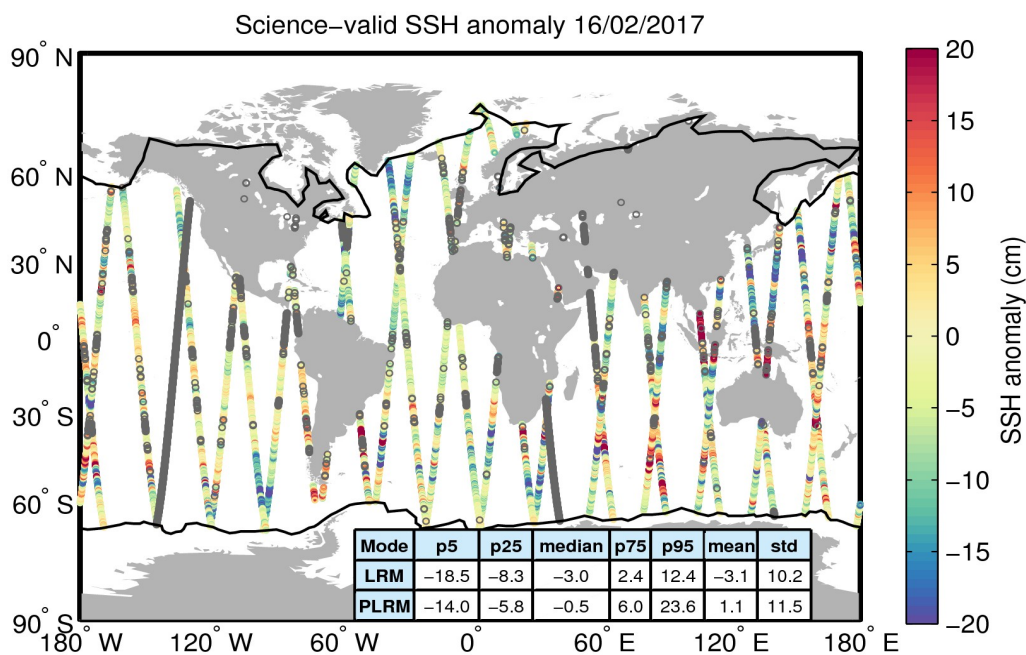 Science−valid SSH anomaly 16/02/2017
90° N
60° N
30° N
0°
30° S
60° S
90° S
180° W
120° W
60° W
0°
60° E
120° E
180° E
Mode p5 p25 median p75 p95 mean std
LRM −18.5 −8.3 −3.0 2.4 12.4 −3.1 10.2
PLRM −14.0 −5.8 −0.5 6.0 23.6 1.1 11.5
20
15
10
5
0
−5
−10
−15
−20
SSH anomaly (cm)